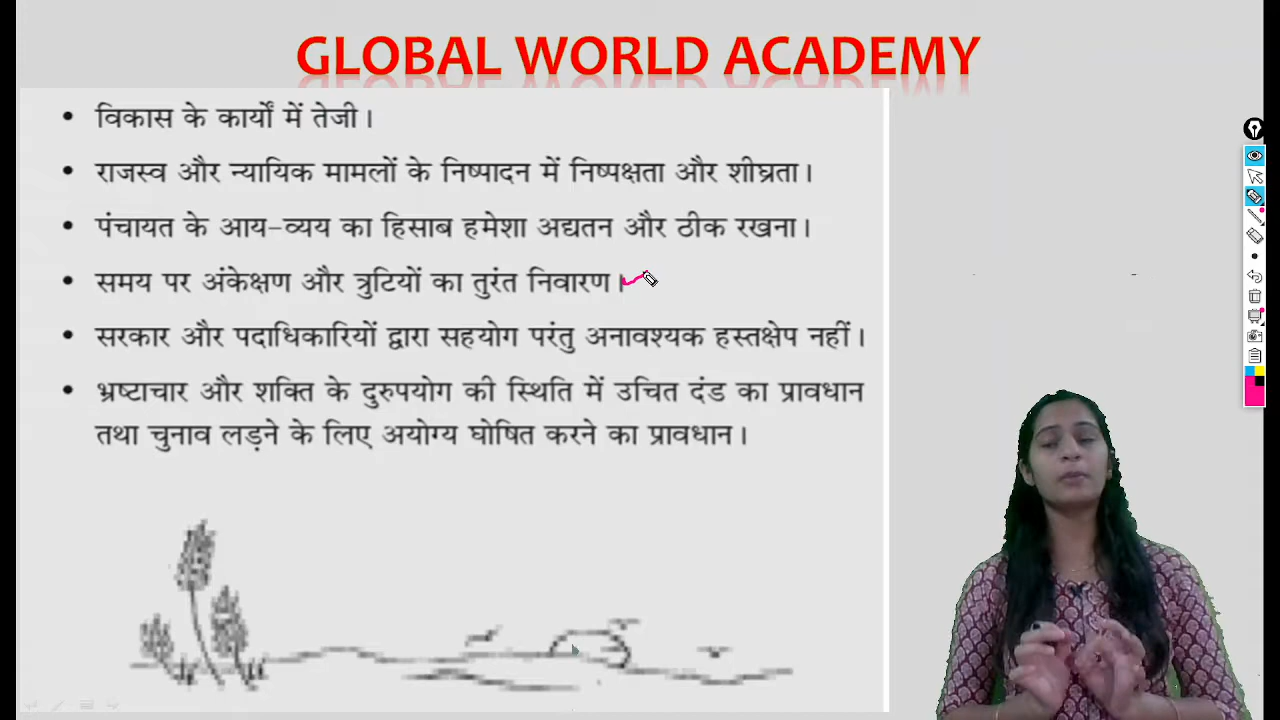 GLOBAL WORLD ACADEMY
• विकास के कार्यों में तेजी।
• राजस्व और न्यायिक मामलों के निष्पादन में निष्पक्षता और शीघ्रता।
• पंचायत के आय-व्यय का हिसाब हमेशा अद्यतन और ठीक रखना।
• समय पर अंकेक्षण और त्रुटियों का तुरंत निवारण।
• सरकार और पदाधिकारियों द्वारा सहयोग परंतु अनावश्यक हस्तक्षेप नहीं।
• भ्रष्टाचार और शक्ति के दुरुपयोग की स्थिति में उचित दंड का प्रावधान
तथा चुनाव लड़ने के लिए अयोग्य घोषित करने का प्रावधान।